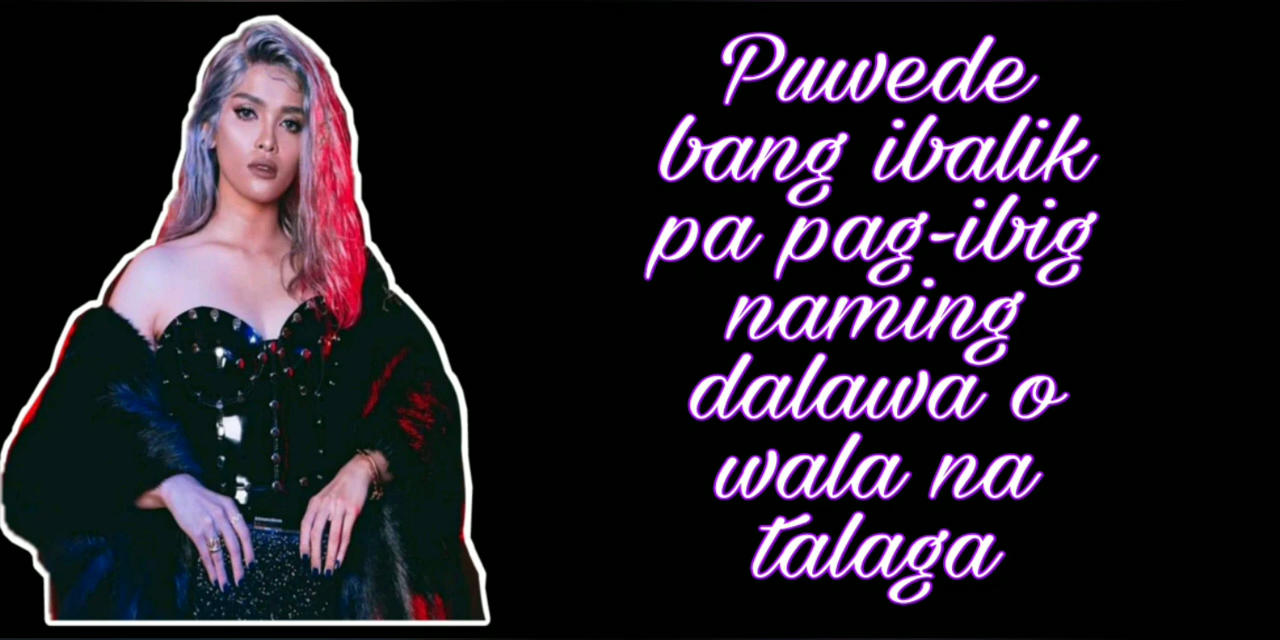 Puwede
bang ibalik
pa pag-ibig
naming
dalawa o
wala na
talaga